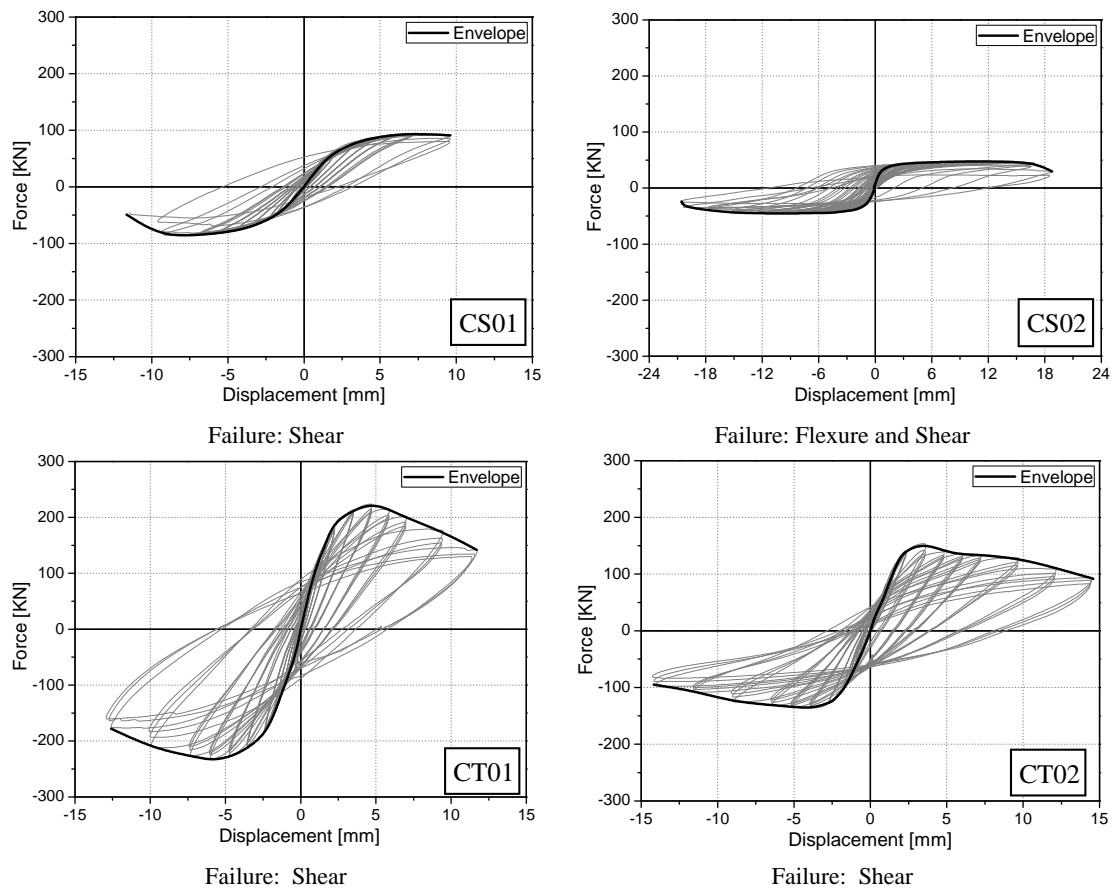 300
Envelope
200
100
0
-100
-200
-300
Force [KN]
CS01
-15 -10 -5 0 5 10 15
Displacement [mm]
Failure: Shear
300
Envelope
200
100
0
-100
-200
-300
Force [KN]
CS02
-24 -18 -12 -6 0 6 12 18 24
Displacement [mm]
Failure: Flexure and Shear
300
Envelope
200
100
0
-100
-200
-300
Force [KN]
CT01
-15 -10 -5 0 5 10 15
Displacement [mm]
Failure: Shear
300
Envelope
200
100
0
-100
-200
-300
Force [KN]
CT02
-15 -10 -5 0 5 10 15
Displacement [mm]
Failure: Shear